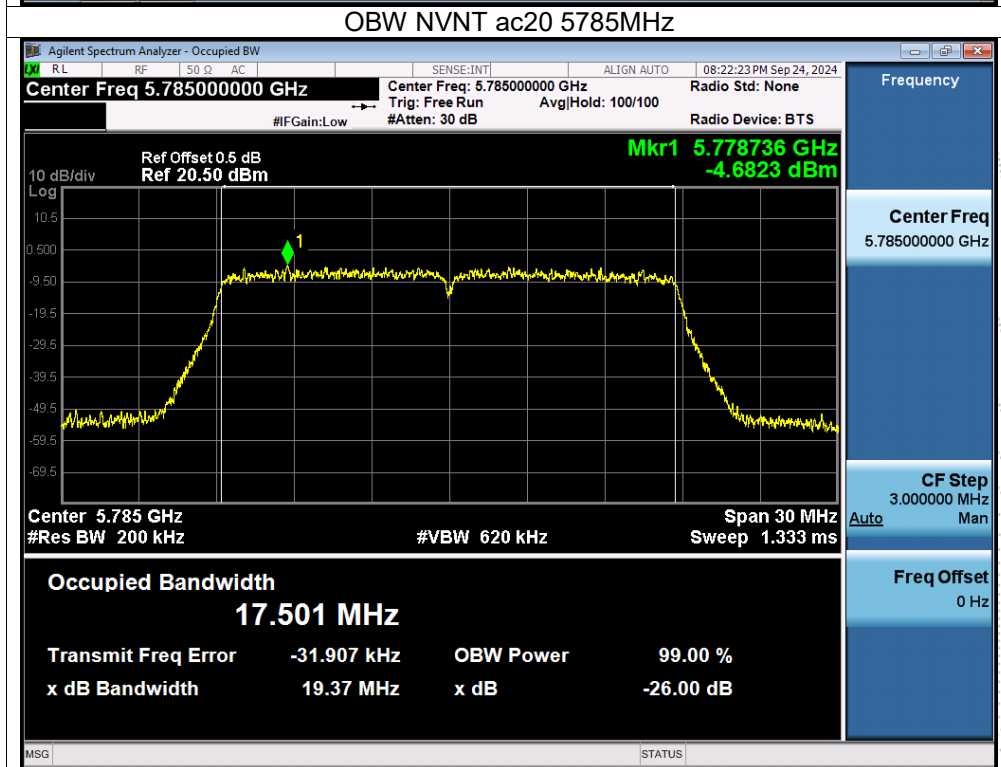 OBW NVNT ac20 5785MHz
Agilent Spectrum Analyzer - Occupied BW
LXI RL RF 50 Ω AC SENSE:INT ALIGN AUTO 08:22:23 PM Sep 24, 2024
Center Freq 5.785000000 GHz
Center Freq: 5.785000000 GHz Radio Std: None
Trig: Free Run Avg|Hold: 100/100
#IFGain:Low #Atten: 30 dB Radio Device: BTS
Frequency
Mkr1 5.778736 GHz
-4.6823 dBm
Ref Offset 0.5 dB
10 dB/div Ref 20.50 dBm
Log
10.5
0.500
-9.50
-19.5
-29.5
-39.5
-49.5
-59.5
-69.5
1
Center 5.785 GHz Span 30 MHz
#Res BW 200 kHz #VBW 620 kHz Sweep 1.333 ms
Center Freq
5.785000000 GHz
CF Step
3.000000 MHz
Auto Man
Freq Offset
0 Hz
Occupied Bandwidth
17.501 MHz
Transmit Freq Error -31.907 kHz OBW Power 99.00 %
x dB Bandwidth 19.37 MHz x dB -26.00 dB
MSG STATUS